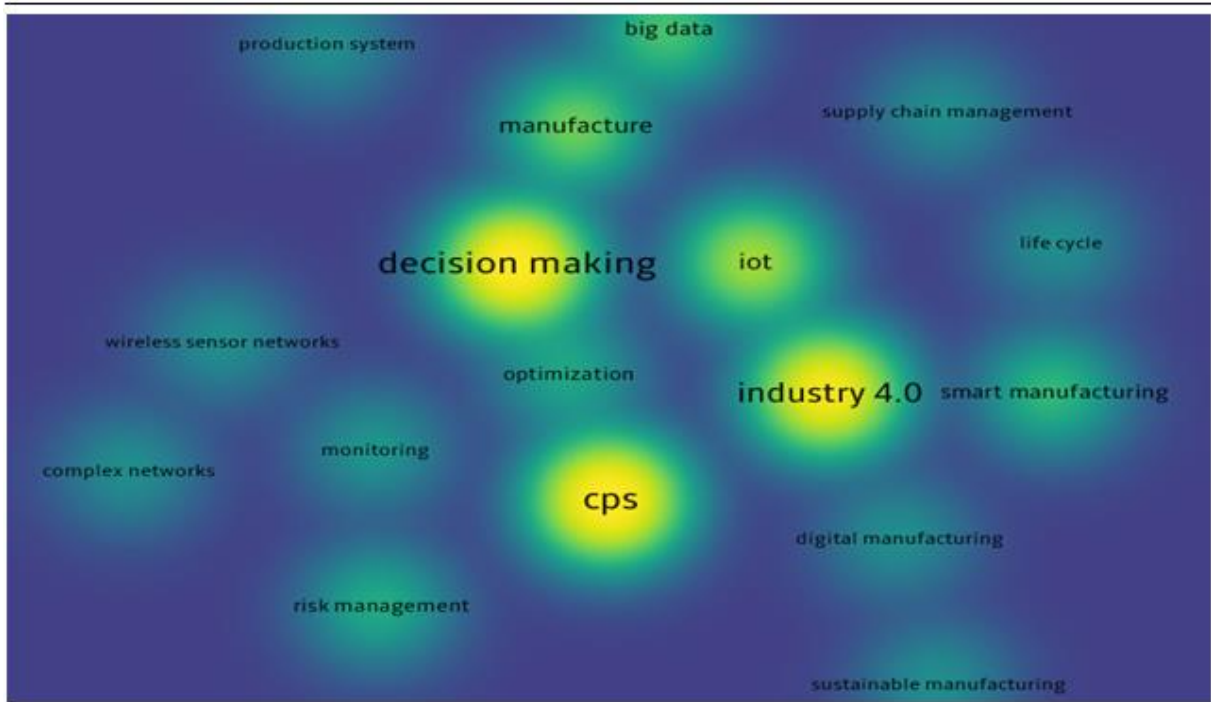 big data
production system
supply chain management
manufacture
life cycle
decision making
iot
wireless sensor networks
optimization
industry 4.0
smart manufacturing
monitoring
complex networks
cps
digital manufacturing
risk management
sustainable manufacturing